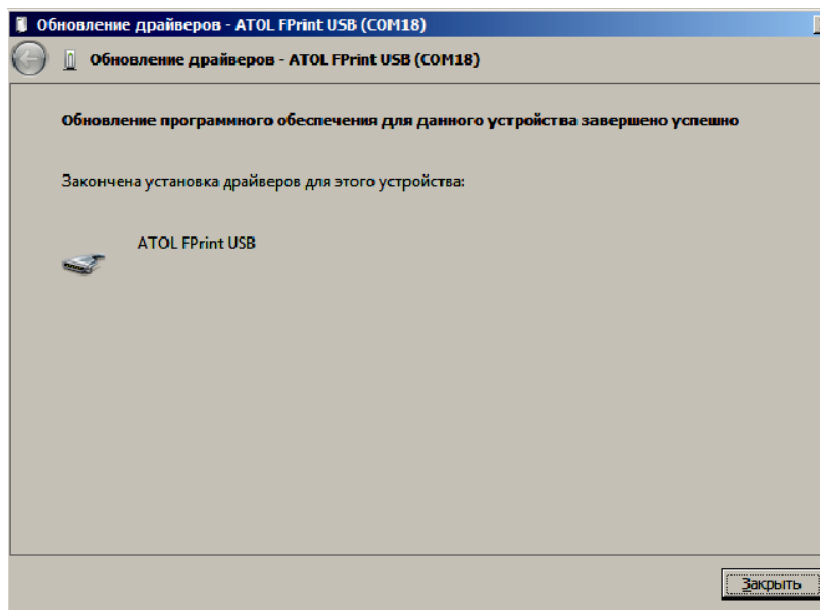 Обновление драйверов - ATOL FPrint USB (COM18)
Обновление драйверов - ATOL FPrint USB (COM18)
Обновление программного обеспечения для данного устройства завершено успешно
Закончена установка драйверов для этого устройства:
ATOL FPrint USB
Закрыть